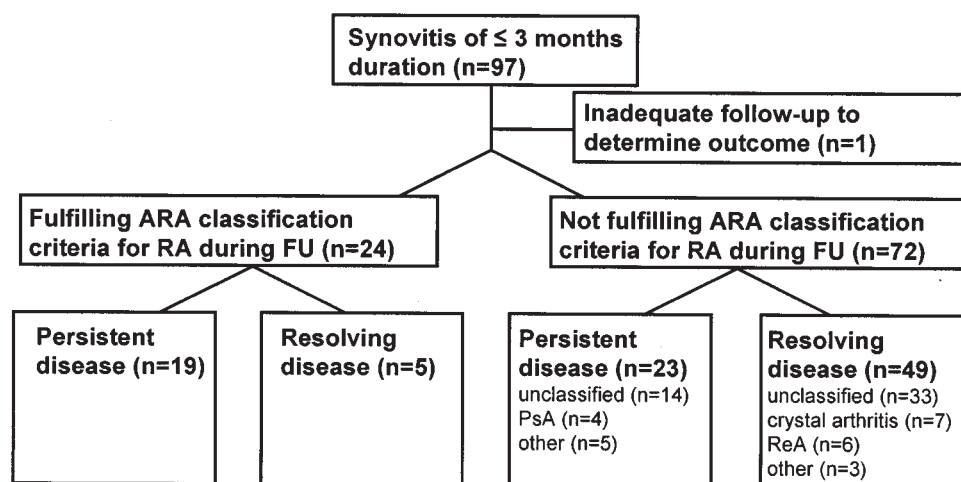 Synovitis of ≤ 3 months
duration (n=97)
Inadequate follow-up to
determine outcome (n=1)
Fulfilling ARA classification
criteria for RA during FU (n=24)
Not fulfilling ARA classification
criteria for RA during FU (n=72)
Persistent
disease (n=19)
Resolving
disease (n=5)
Persistent
disease (n=23)
unclassified (n=14)
PsA (n=4)
other (n=5)
Resolving
disease (n=49)
unclassified (n=33)
crystal arthritis (n=7)
ReA (n=6)
other (n=3)